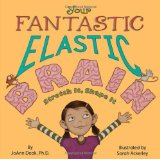 YOUR
FANTASTIC
ELASTIC
BRAIN
Stretch It, Shape It
By
JoAnn Deak, Ph.D.
Illustrated by
Sarah Ackerley